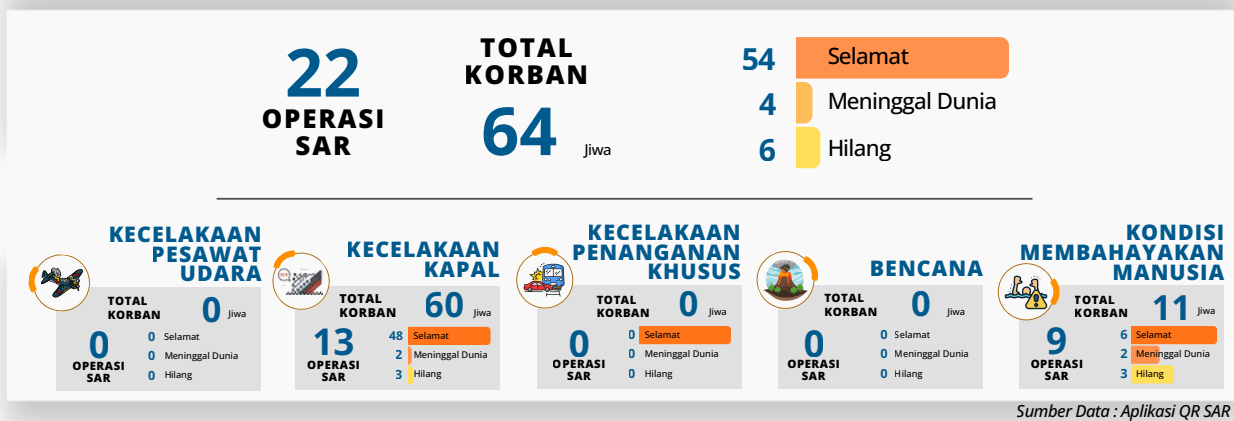 22
OPERASI
SAR
TOTAL
KORBAN
64 Jiwa
54 Selamat
4 Meninggal Dunia
6 Hilang
KECELAKAAN
PESAWAT
UDARA
TOTAL
KORBAN
0 Jiwa
0
OPERASI
SAR
0 Selamat
0 Meninggal Dunia
0 Hilang
KECELAKAAN
KAPAL
TOTAL
KORBAN
60 Jiwa
13
OPERASI
SAR
48 Selamat
2 Meninggal Dunia
3 Hilang
KECELAKAAN
PENANGANAN
KHUSUS
TOTAL
KORBAN
0 Jiwa
0
OPERASI
SAR
0 Selamat
0 Meninggal Dunia
0 Hilang
BENCANA
TOTAL
KORBAN
0 Jiwa
0
OPERASI
SAR
0 Selamat
0 Meninggal Dunia
0 Hilang
KONDISI
MEMBAHAYAKAN
MANUSIA
TOTAL
KORBAN
11 Jiwa
9
OPERASI
SAR
6 Selamat
2 Meninggal Dunia
3 Hilang
Sumber Data : Aplikasi QR SAR